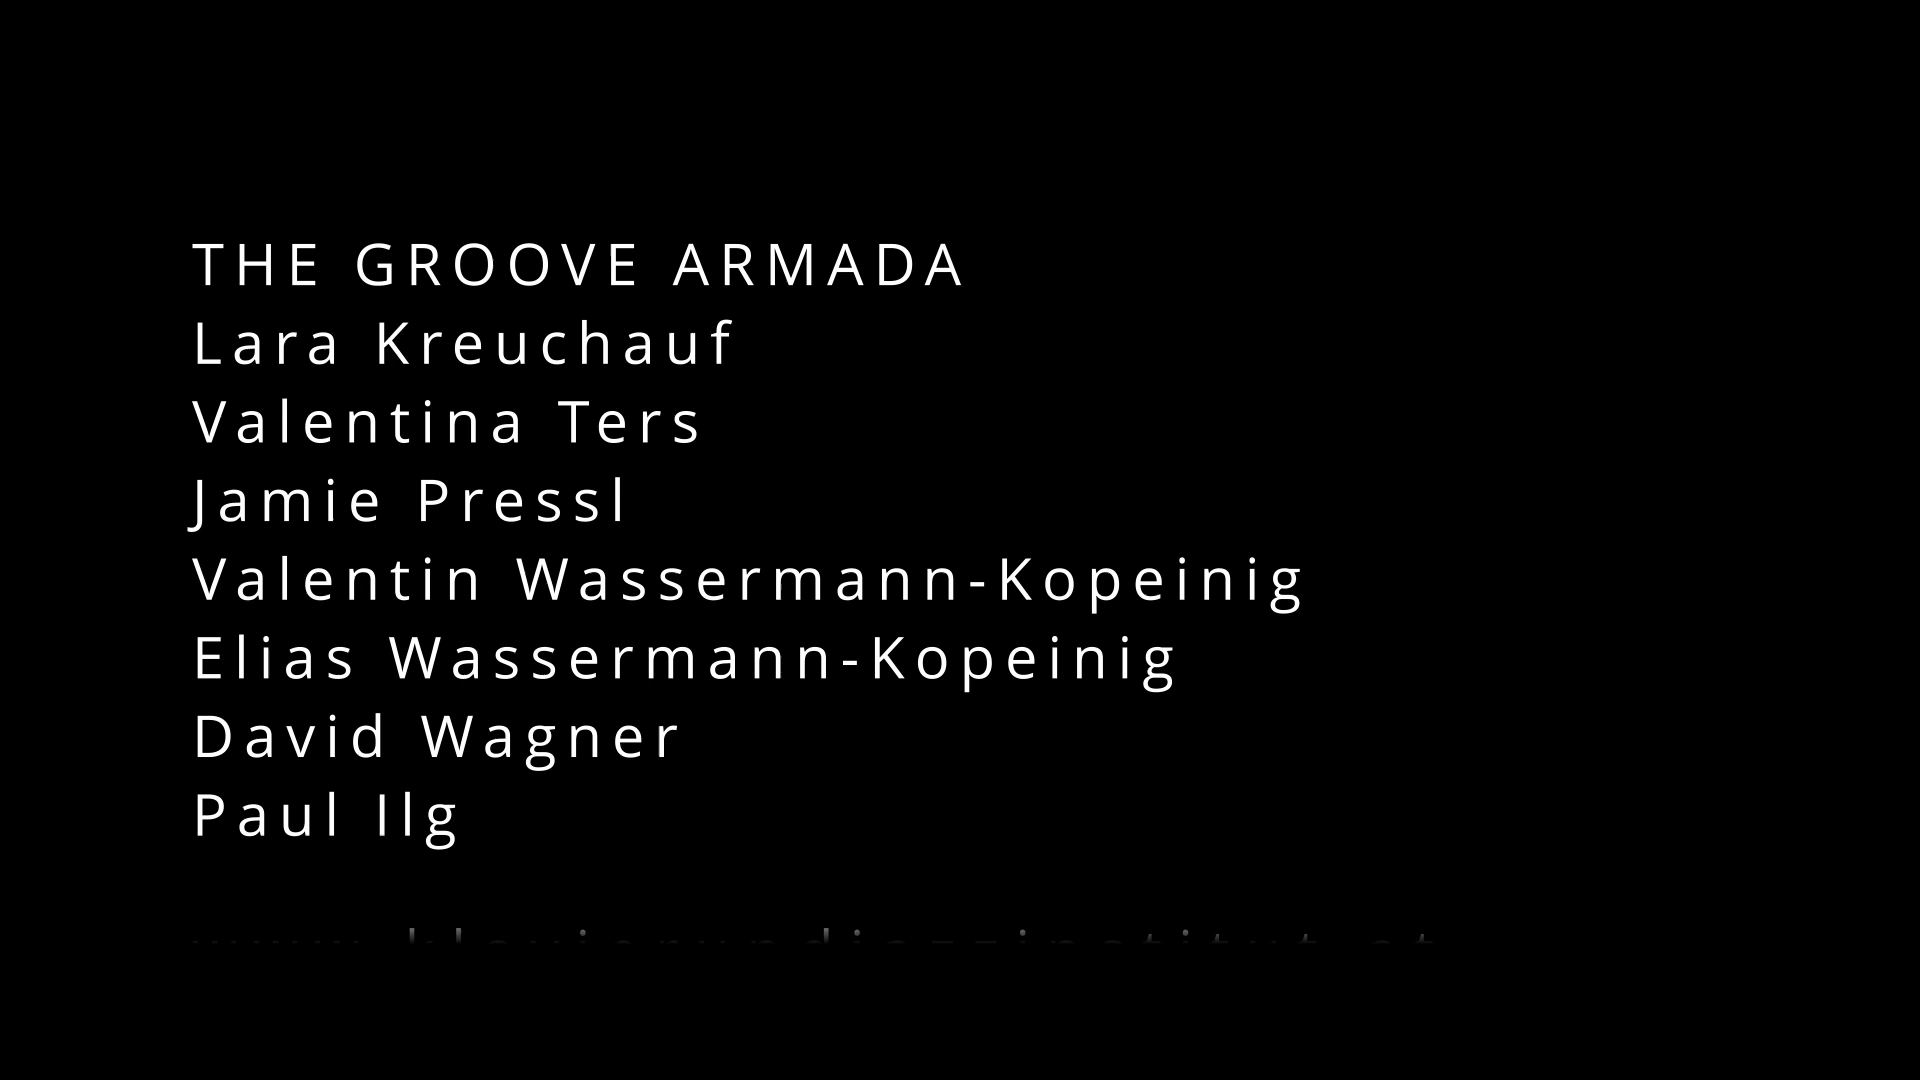 THE GROOVE ARMADA
Lara Kreuchauf
Valentina Ters
Jamie Pressl
Valentin Wassermann-Kopeinig
Elias Wassermann-Kopeinig
David Wagner
Paul Ilg